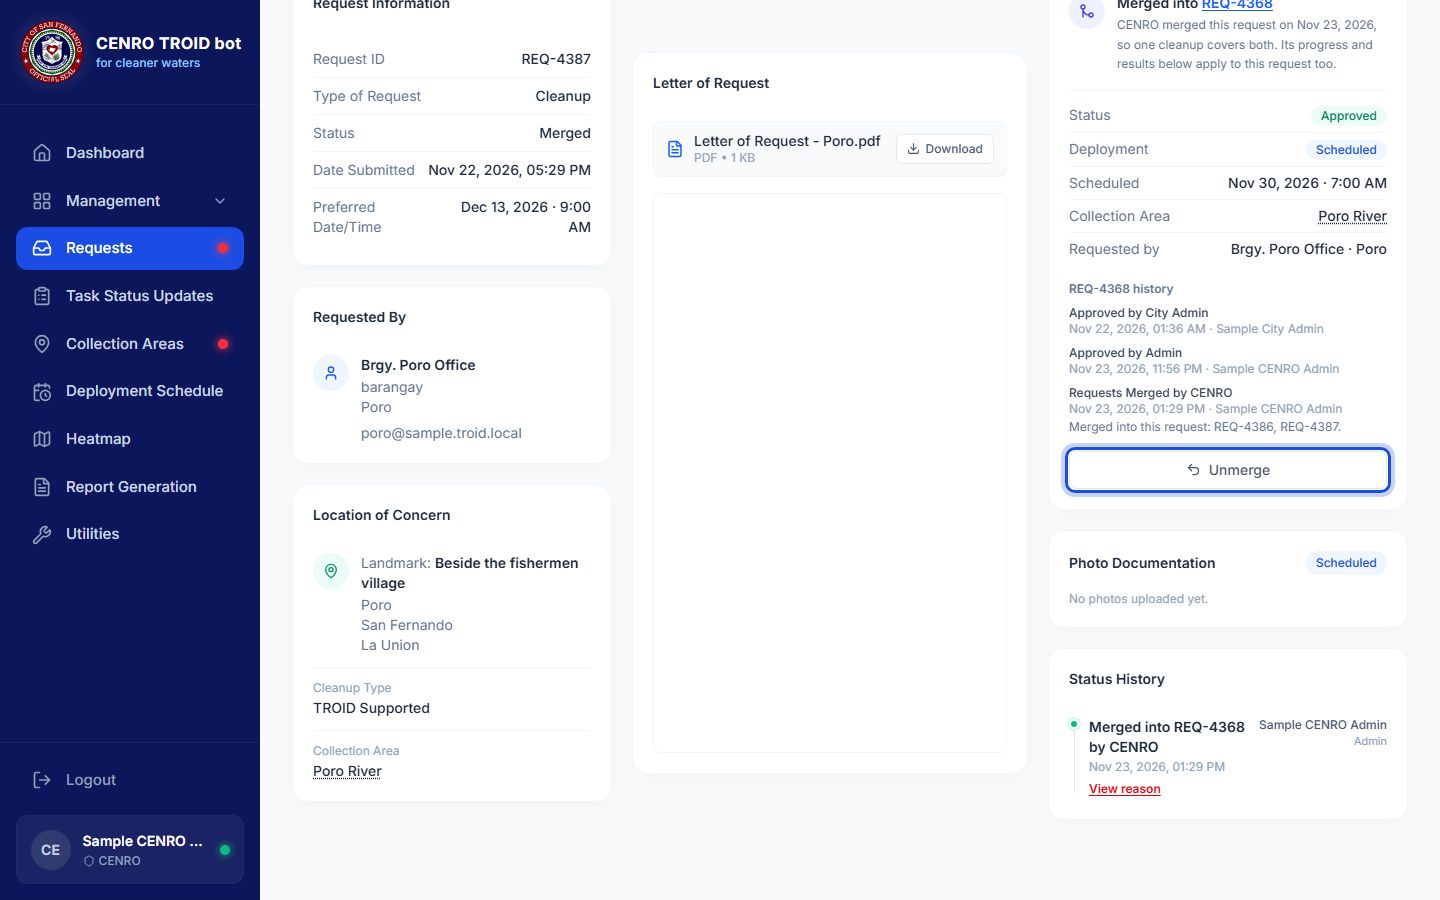 CITY OF SAN FERNANDO
OFFICIAL SEAL
CENRO TROID bot
for cleaner waters
Dashboard
Management
Requests
Task Status Updates
Collection Areas
Deployment Schedule
Heatmap
Report Generation
Utilities
Logout
CE
Sample CENRO ...
CENRO
Request Information
Request ID
REQ-4387
Type of Request
Cleanup
Status
Merged
Date Submitted
Nov 22, 2026, 05:29 PM
Preferred
Date/Time
Dec 13, 2026 · 9:00
AM
Requested By
Brgy. Poro Office
barangay
Poro
poro@sample.troid.local
Location of Concern
Landmark: Beside the fishermen
village
Poro
San Fernando
La Union
Cleanup Type
TROID Supported
Collection Area
Poro River
Letter of Request
Letter of Request - Poro.pdf
PDF • 1 KB
Download
Merged into REQ-4368
CENRO merged this request on Nov 23, 2026,
so one cleanup covers both. Its progress and
results below apply to this request too.
Status
Approved
Deployment
Scheduled
Scheduled
Nov 30, 2026 · 7:00 AM
Collection Area
Poro River
Requested by
Brgy. Poro Office · Poro
REQ-4368 history
Approved by City Admin
Nov 22, 2026, 01:36 AM · Sample City Admin
Approved by Admin
Nov 23, 2026, 11:56 PM · Sample CENRO Admin
Requests Merged by CENRO
Nov 23, 2026, 01:29 PM · Sample CENRO Admin
Merged into this request: REQ-4386, REQ-4387.
Unmerge
Photo Documentation
Scheduled
No photos uploaded yet.
Status History
Merged into REQ-4368
by CENRO
Sample CENRO Admin
Admin
Nov 23, 2026, 01:29 PM
View reason